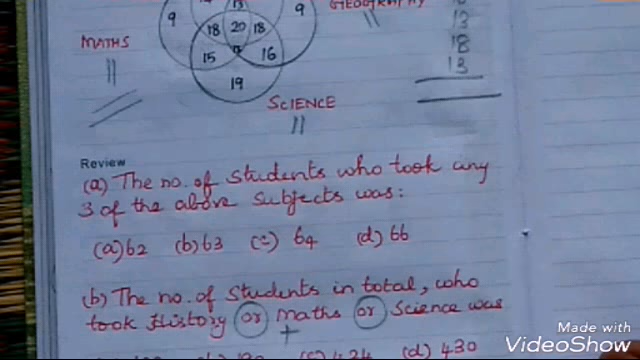 GEOGRAPHY
13
9
9
18 20 18
13
18
13
MATHS
15
16
19
SCIENCE
Review
(a) The no. of students who took any
3 of the above subjects was:
(a) 62 (b) 63 (c) 64 (d) 66
(b) The no. of students in total, who
took History or Maths or Science was
+
(d) 430
Made with
VideoShow